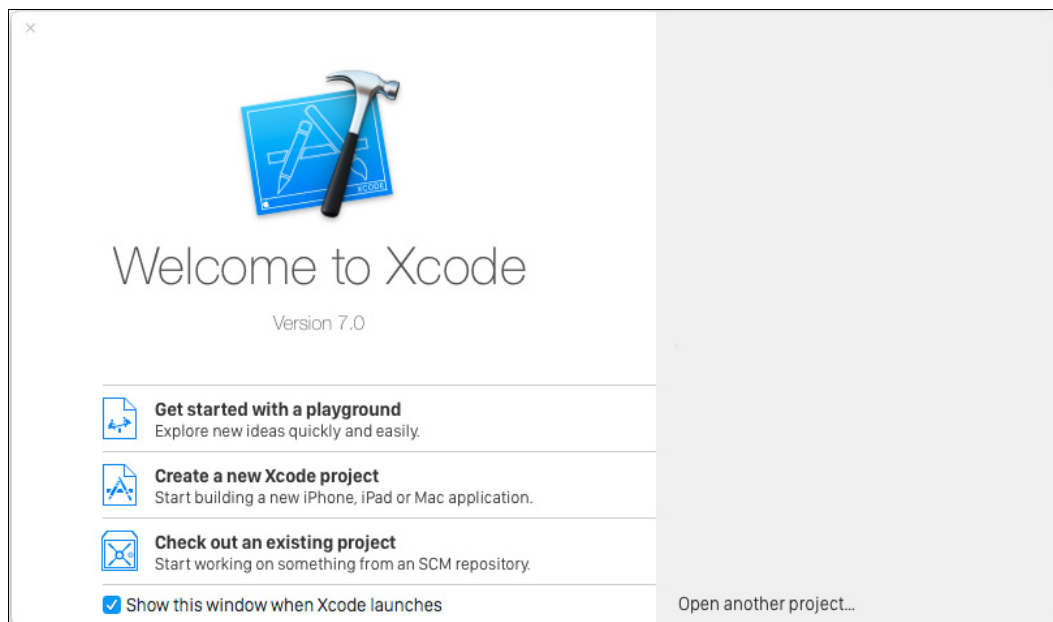 XCODE
Welcome to Xcode
Version 7.0
Get started with a playground
Explore new ideas quickly and easily.
Create a new Xcode project
Start building a new iPhone, iPad or Mac application.
Check out an existing project
Start working on something from an SCM repository.
Show this window when Xcode launches
Open another project...